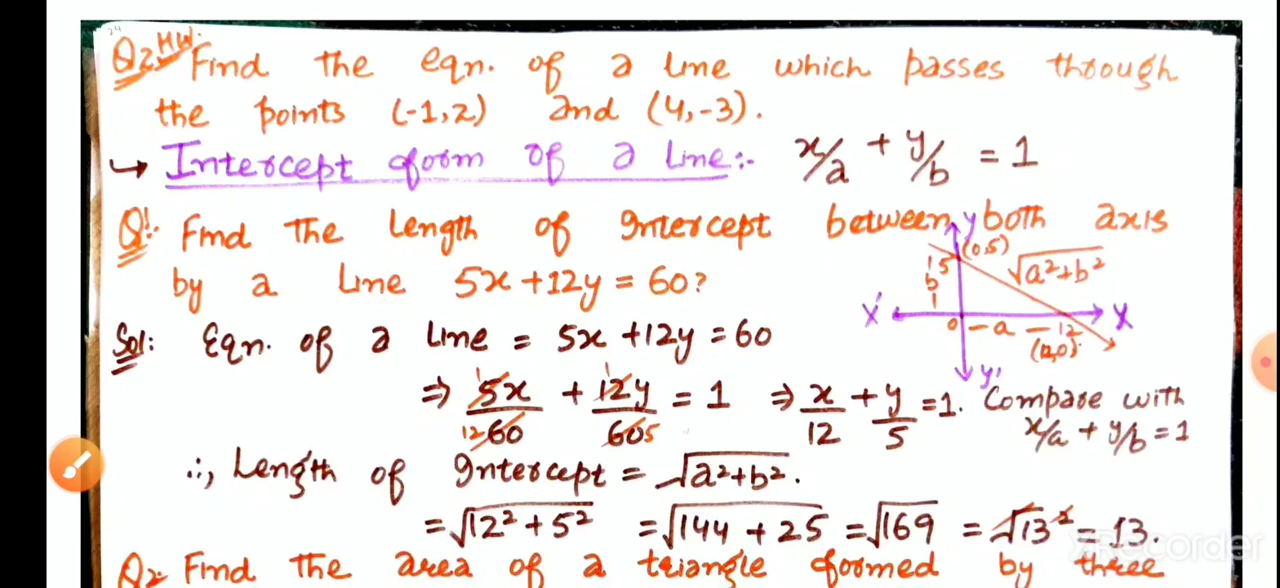 Q2. HW. Find the eqn. of a line which passes through
the points (-1,2) and (4,-3).
→ Intercept form of a Line:- x/a + y/b = 1
Q1. Find the Length of Intercept between both axis
by a Line 5x+12y = 60?
y
(0,5)
5
b
√a²+b²
X' 0 - a - 12 X
(12,0)
y'
Sol: Eqn. of a Line = 5x+12y = 60
⇒ 5x/60 + 12y/60 = 1 ⇒ x/12 + y/5 = 1. Compare with
x/a + y/b = 1
∴, Length of Intercept = √a²+b².
= √12²+5² = √144+25 = √169 = √13² = 13.
Q2 Find the area of a triangle formed by three
XRecorder